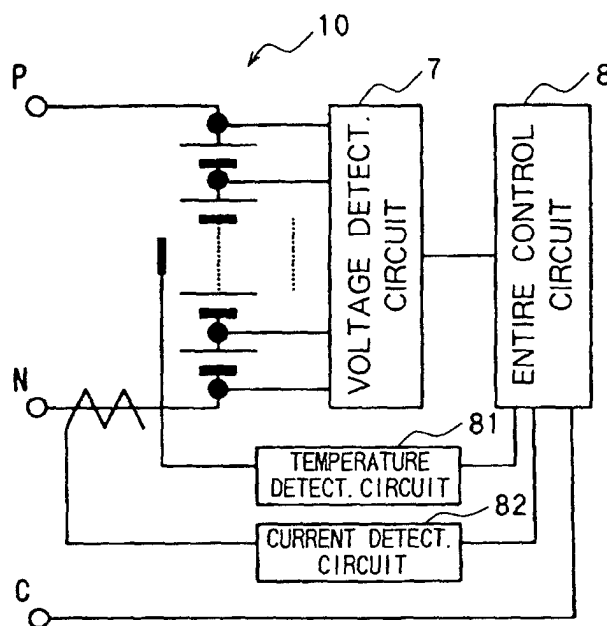 10
P
7
8
VOLTAGE DETECT.
CIRCUIT
ENTIRE CONTROL
CIRCUIT
N
81
TEMPERATURE
DETECT. CIRCUIT
82
CURRENT DETECT.
CIRCUIT
C